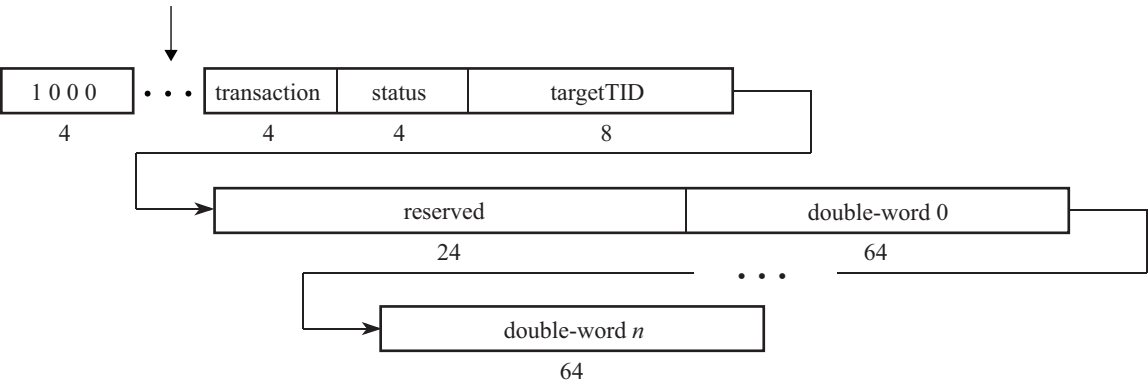 1 0 0 0 • • • transaction status targetTID
4 4 4 8
reserved double-word 0
24 64
• • •
double-word n
64